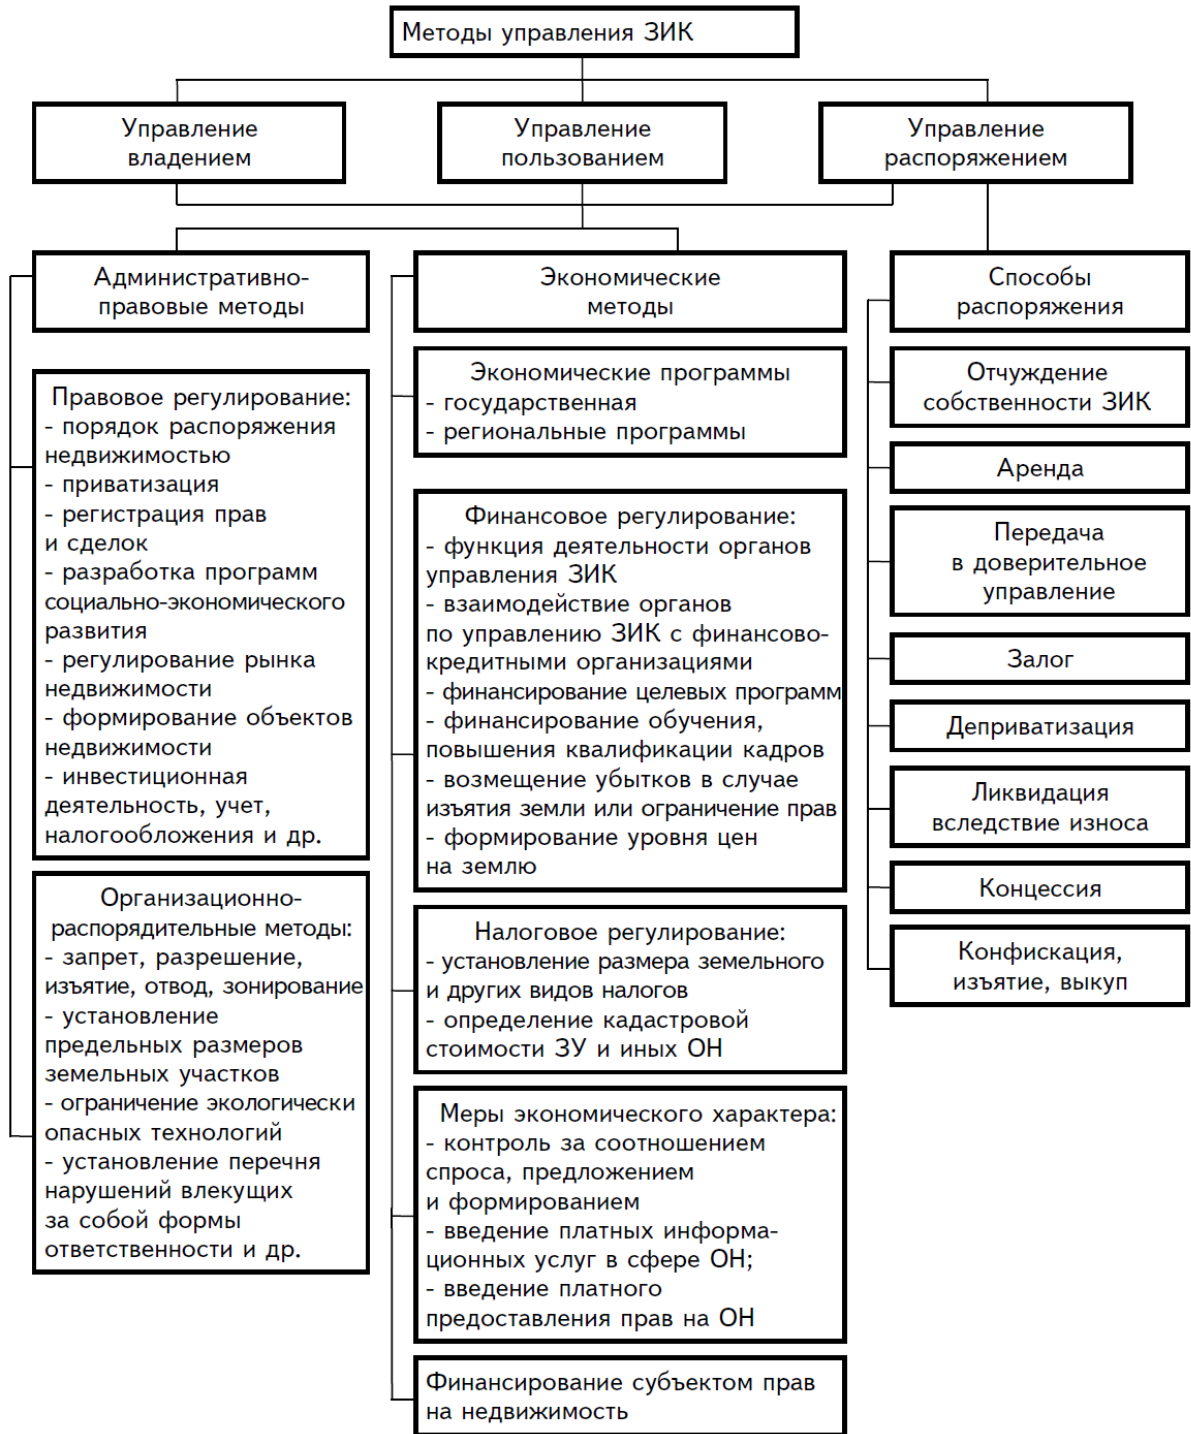 Методы управления ЗИК
Управление
владением
Управление
пользованием
Управление
распоряжением
Административно-
правовые методы
Правовое регулирование:
- порядок распоряжения
недвижимостью
- приватизация
- регистрация прав
и сделок
- разработка программ
социально-экономического
развития
- регулирование рынка
недвижимости
- формирование объектов
недвижимости
- инвестиционная
деятельность, учет,
налогообложения и др.
Организационно-
распорядительные методы:
- запрет, разрешение,
изъятие, отвод, зонирование
- установление
предельных размеров
земельных участков
- ограничение экологически
опасных технологий
- установление перечня
нарушений влекущих
за собой формы
ответственности и др.
Экономические
методы
Экономические программы
- государственная
- региональные программы
Финансовое регулирование:
- функция деятельности органов
управления ЗИК
- взаимодействие органов
по управлению ЗИК с финансово-
кредитными организациями
- финансирование целевых программ
- финансирование обучения,
повышения квалификации кадров
- возмещение убытков в случае
изъятия земли или ограничение прав
- формирование уровня цен
на землю
Налоговое регулирование:
- установление размера земельного
и других видов налогов
- определение кадастровой
стоимости ЗУ и иных ОН
Меры экономического характера:
- контроль за соотношением
спроса, предложением
и формированием
- введение платных информа-
ционных услуг в сфере ОН;
- введение платного
предоставления прав на ОН
Финансирование субъектом прав
на недвижимость
Способы
распоряжения
Отчуждение
собственности ЗИК
Аренда
Передача
в доверительное
управление
Залог
Деприватизация
Ликвидация
вследствие износа
Концессия
Конфискация,
изъятие, выкуп